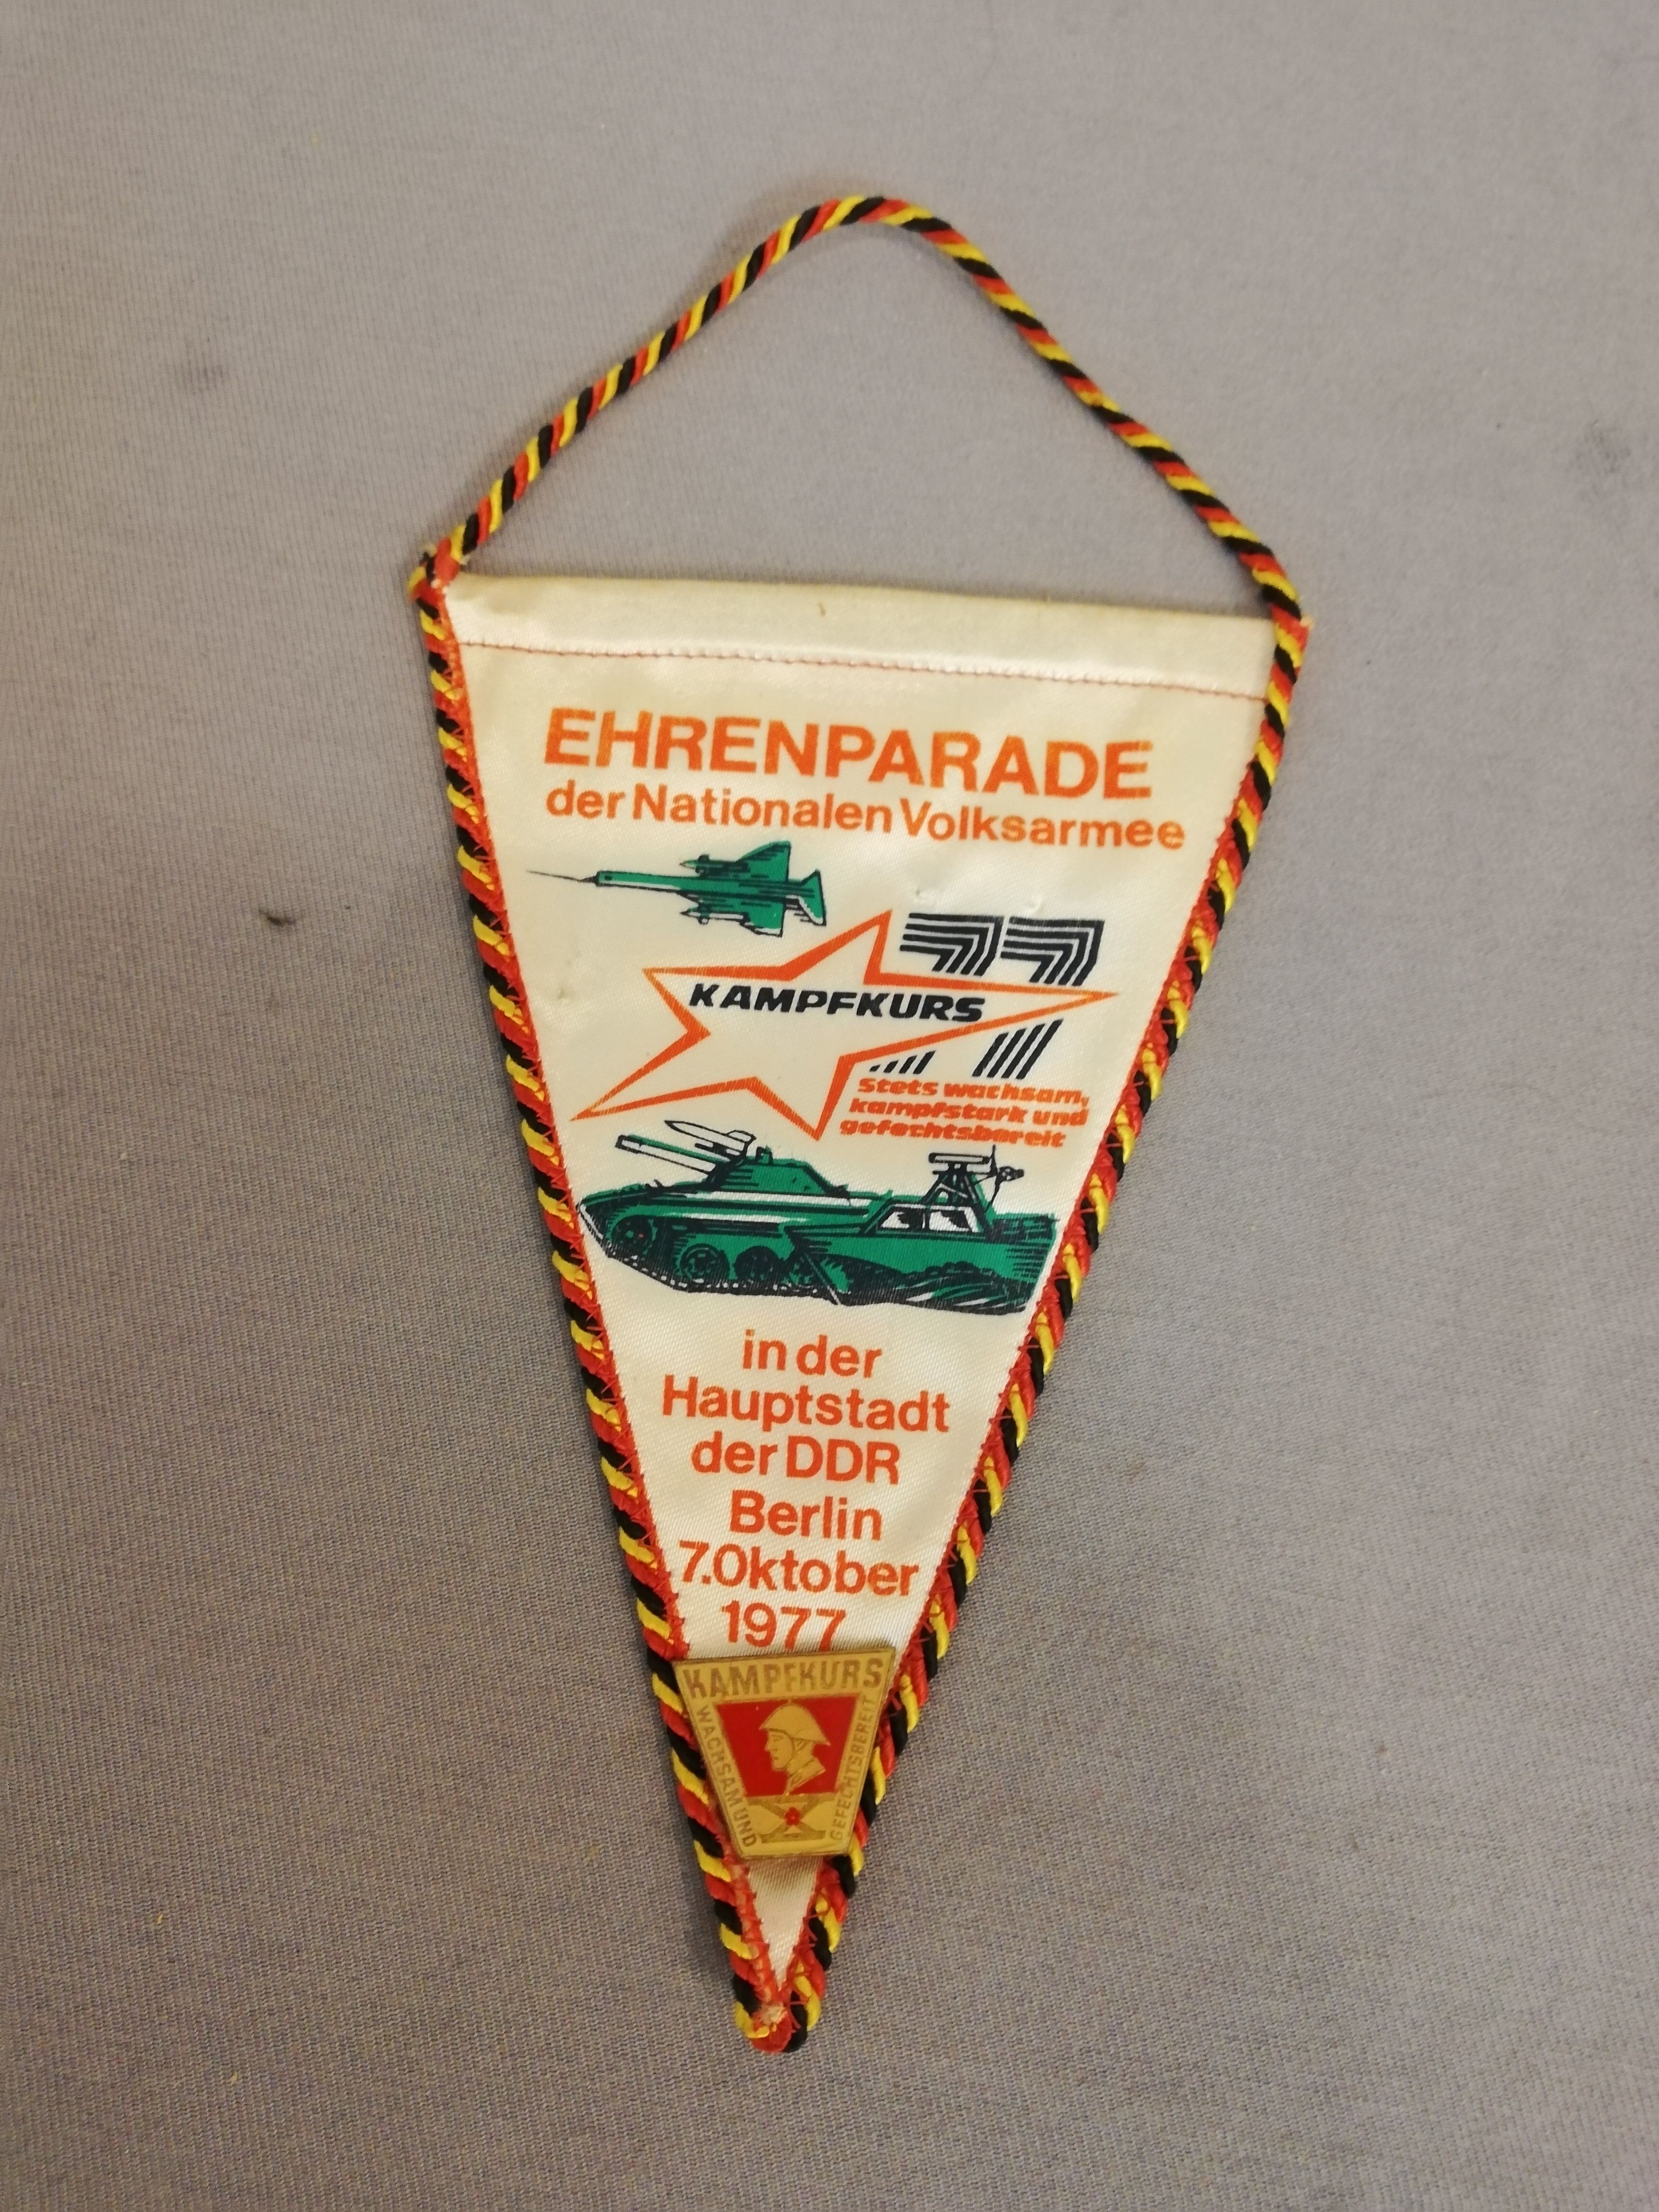 EHRENPARADE
der Nationalen Volksarmee
77
KAMPFKURS
Stets wachsam,
kampfstark und
gefechtsbereit
in der
Hauptstadt
der DDR
Berlin
7.Oktober
1977
KAMPFKURS
WACHSAM UND
GEFECHTSBEREIT